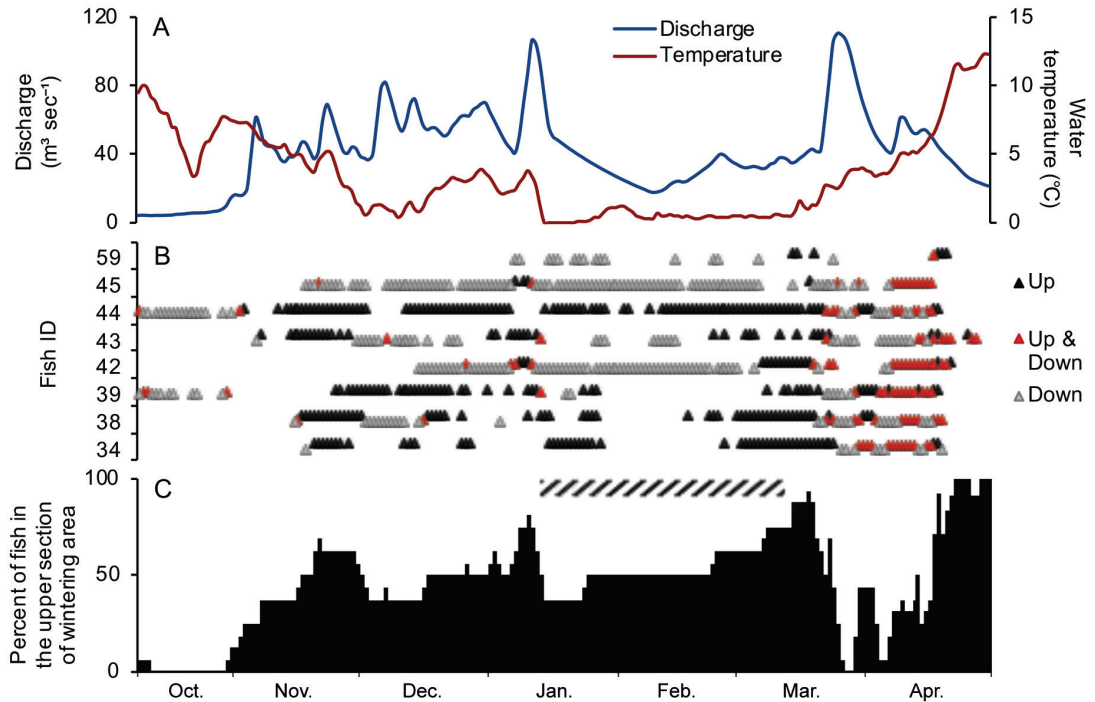 A
Discharge
Temperature
120
80
40
0
15
10
5
0
Discharge
(m³ sec⁻¹)
Water
temperature (°C)
B
59
45
44
43
42
39
38
34
Fish ID
Up
Up &
Down
Down
C
100
50
0
Percent of fish in
the upper section
of wintering area
Oct. Nov. Dec. Jan. Feb. Mar. Apr.